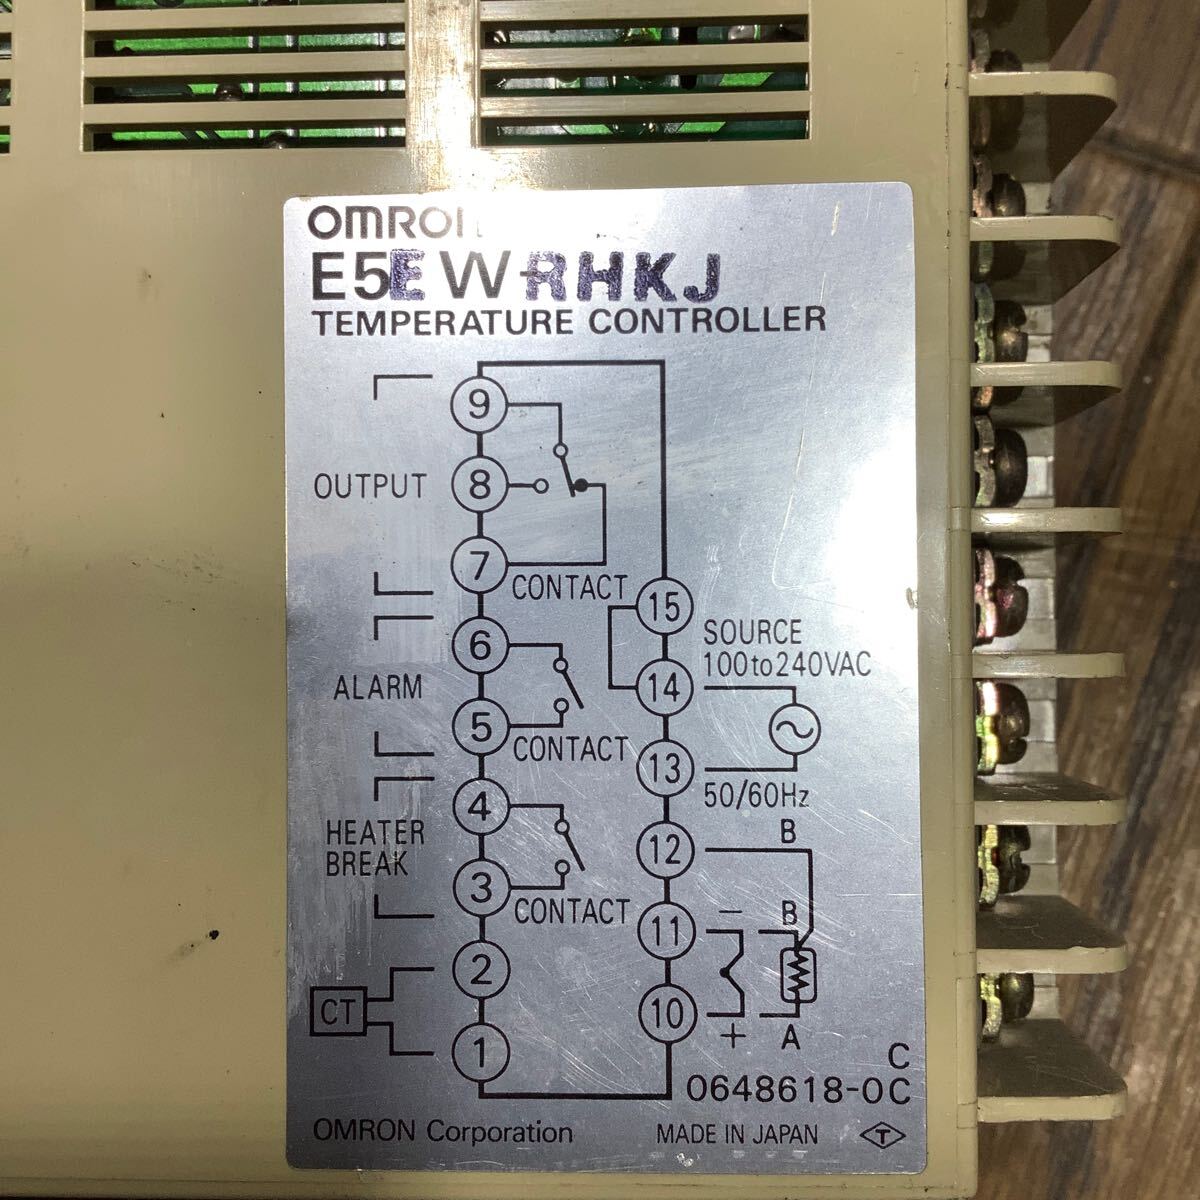 OMRON
E5EW-RHKJ
TEMPERATURE CONTROLLER
9
OUTPUT
8
7
CONTACT
15
6
SOURCE
100to240VAC
ALARM
14
5
CONTACT
13
4
50/60Hz
HEATER
BREAK
12
B
3
CONTACT
11
−
B
2
CT
10
+
A
1
C
0648618-0C
OMRON Corporation
MADE IN JAPAN
T